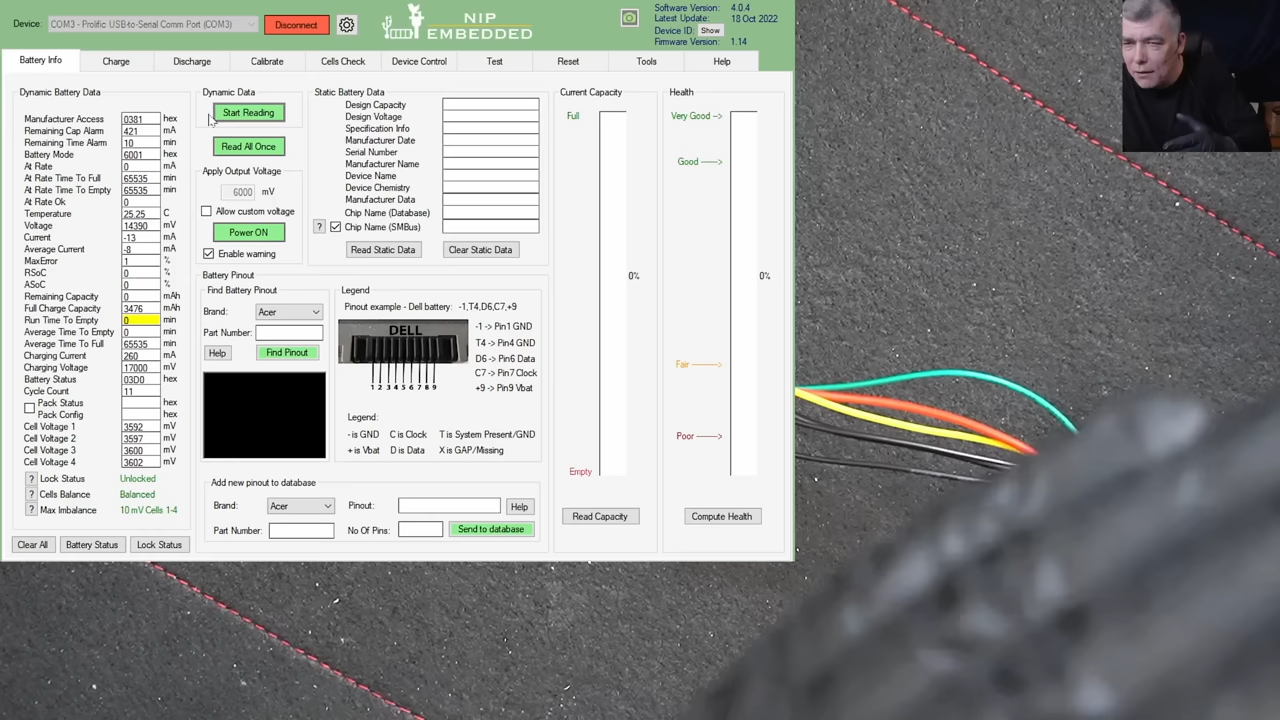 Device: COM3 - Prolific USB-to-Serial Comm Port (COM3) Disconnect
NIP
EMBEDDED
Software Version: 4.0.4
Latest Update: 18 Oct 2022
Device ID: Show
Firmware Version: 1.14
Battery Info Charge Discharge Calibrate Cells Check Device Control Test Reset Tools Help
Dynamic Battery Data
Manufacturer Access 0381 hex
Remaining Cap Alarm 421 mA
Remaining Time Alarm 10 min
Battery Mode 6001 hex
At Rate 0 mA
At Rate Time To Full 65535 min
At Rate Time To Empty 65535 min
At Rate Ok 0
Temperature 25.25 C
Voltage 14390 mV
Current -13 mA
Average Current -8 mA
MaxError 1 %
RSoC 0 %
ASoC 0 %
Remaining Capacity 0 mAh
Full Charge Capacity 3476 mAh
Run Time To Empty 0 min
Average Time To Empty 0 min
Average Time To Full 65535 min
Charging Current 260 mA
Charging Voltage 17000 mV
Battery Status 03D0 hex
Cycle Count 11
Pack Status hex
Pack Config hex
Cell Voltage 1 3592 mV
Cell Voltage 2 3597 mV
Cell Voltage 3 3600 mV
Cell Voltage 4 3602 mV
? Lock Status Unlocked
? Cells Balance Balanced
? Max Imbalance 10 mV Cells 1-4
Clear All Battery Status Lock Status
Dynamic Data
Start Reading
Read All Once
Apply Output Voltage
6000 mV
Allow custom voltage
Power ON
Enable warning
Static Battery Data
Design Capacity
Design Voltage
Specification Info
Manufacturer Date
Serial Number
Manufacturer Name
Device Name
Device Chemistry
Manufacturer Data
Chip Name (Database)
? Chip Name (SMBus)
Read Static Data Clear Static Data
Battery Pinout
Find Battery Pinout
Brand: Acer
Part Number:
Help Find Pinout
Legend
Pinout example - Dell battery: -1,T4,D6,C7,+9
DELL
1 2 3 4 5 6 7 8 9
-1 -> Pin1 GND
T4 -> Pin4 GND
D6 -> Pin6 Data
C7 -> Pin7 Clock
+9 -> Pin9 Vbat
Legend:
- is GND C is Clock T is System Present/GND
+ is Vbat D is Data X is GAP/Missing
Add new pinout to database
Brand: Acer Pinout: Help
Part Number: No Of Pins: Send to database
Current Capacity
Full
0%
Empty
Read Capacity
Health
Very Good -->
Good ---->
0%
Fair ------>
Poor ----->
Compute Health